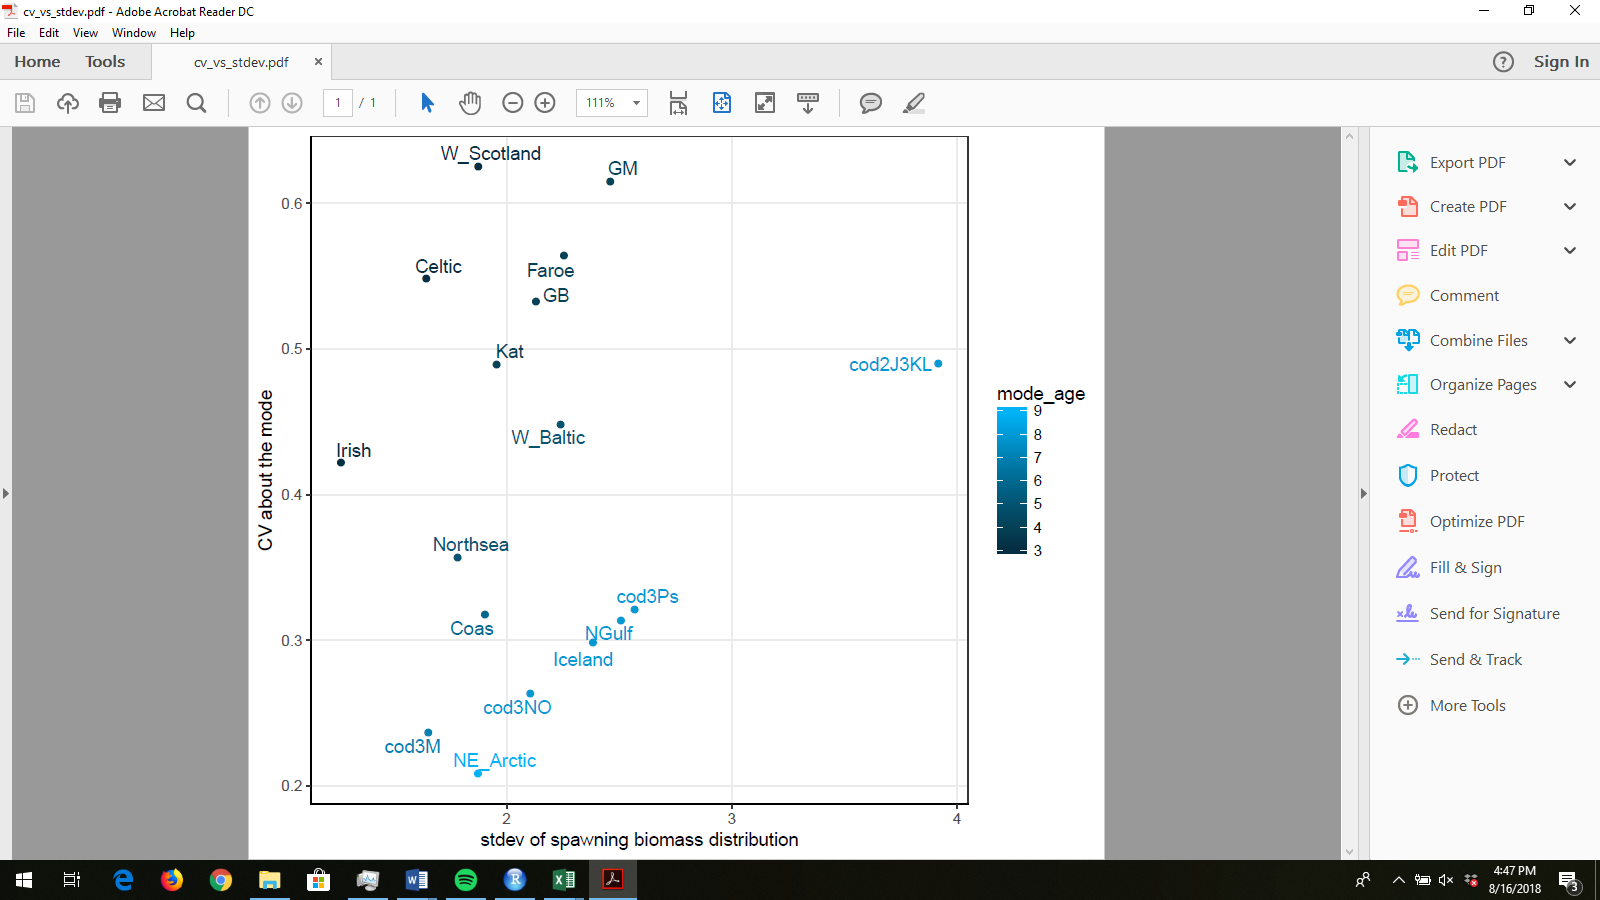 cv_vs_stdev.pdf - Adobe Acrobat Reader DC
File Edit View Window Help
Home Tools cv_vs_stdev.pdf × ? Sign In
1 / 1 111%
W_Scotland
GM
0.6
Celtic
Faroe
GB
0.5
Kat
cod2J3KL
W_Baltic
Irish
0.4
Northsea
cod3Ps
Coas
NGulf
0.3
Iceland
cod3NO
cod3M
NE_Arctic
0.2
2 3 4
stdev of spawning biomass distribution
CV about the mode
mode_age
9
8
7
6
5
4
3
Export PDF
Create PDF
Edit PDF
Comment
Combine Files
Organize Pages
Redact
Protect
Optimize PDF
Fill & Sign
Send for Signature
Send & Track
More Tools
4:47 PM
8/16/2018
3